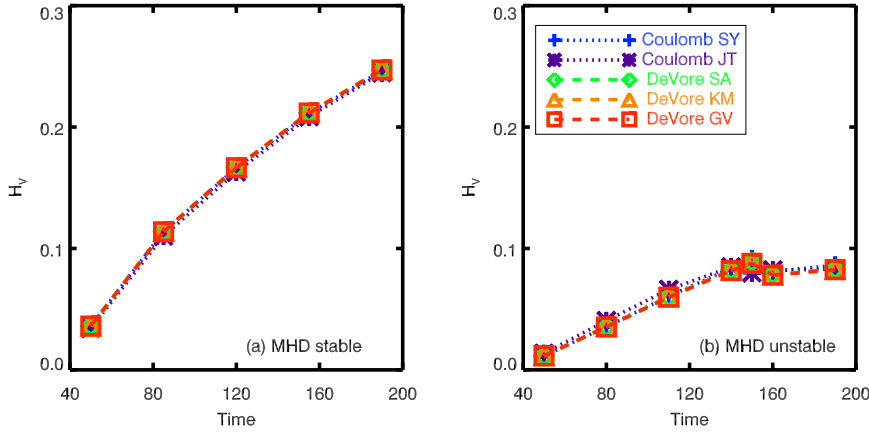 0.3
0.2
0.1
0.0
H_V
(a) MHD stable
40 80 120 160 200
Time
0.3
0.2
0.1
0.0
H_V
Coulomb SY
Coulomb JT
DeVore SA
DeVore KM
DeVore GV
(b) MHD unstable
40 80 120 160 200
Time